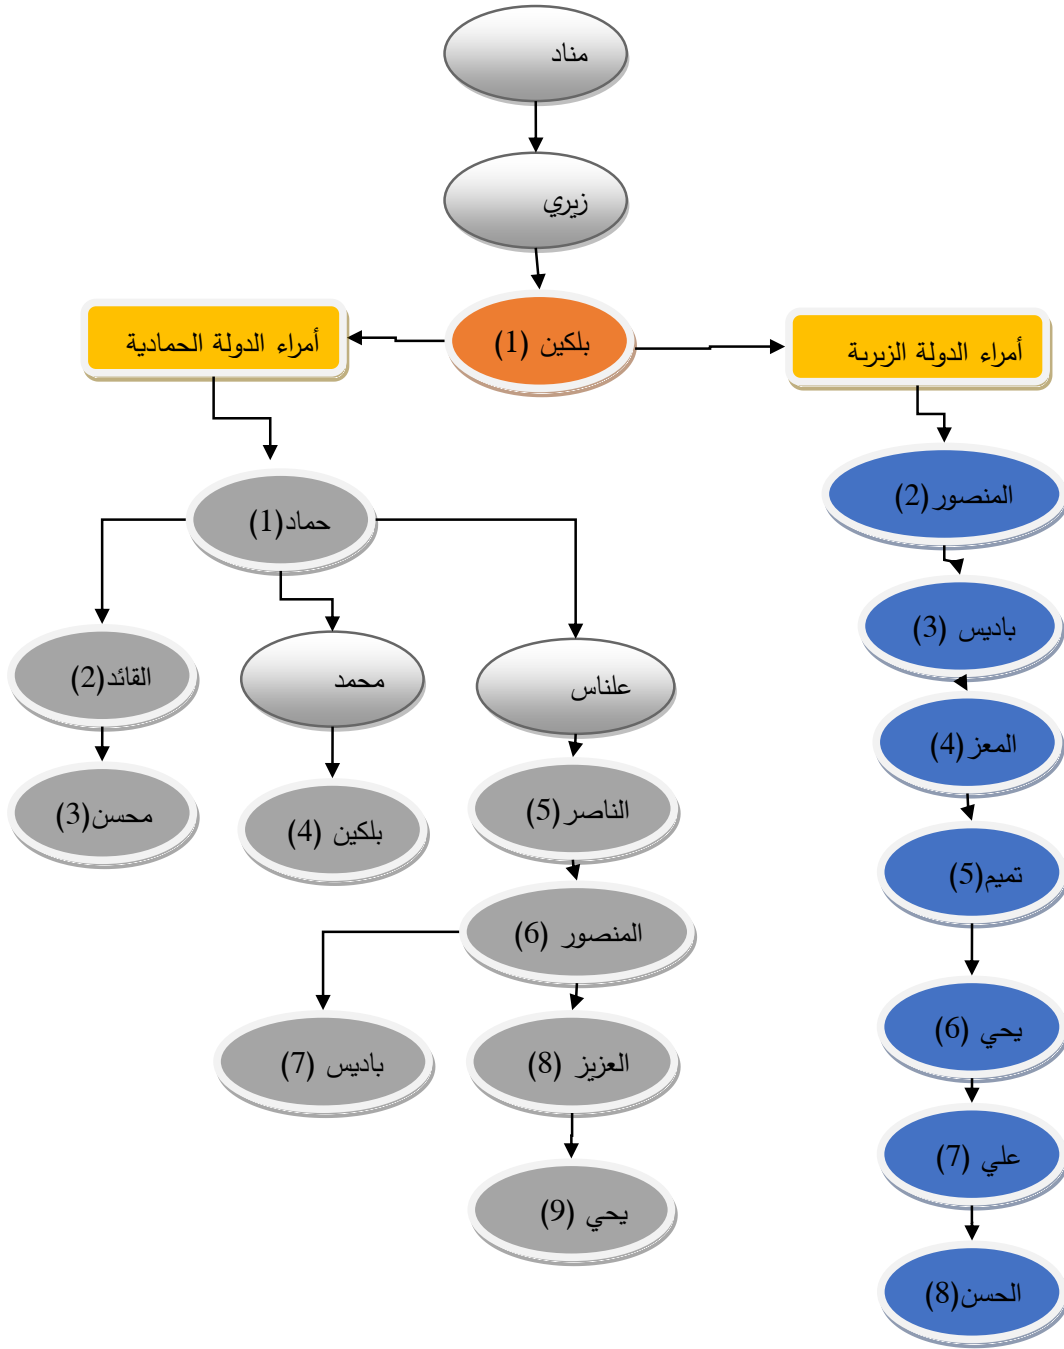 مناد
زيري
بلكين (1)
أمراء الدولة الزيرية
أمراء الدولة الحمادية
المنصور(2)
باديس (3)
المعز(4)
تميم(5)
يحي (6)
علي (7)
الحسن(8)
حماد(1)
علناس
محمد
القائد(2)
الناصر(5)
بلكين (4)
محسن(3)
المنصور (6)
العزيز (8)
باديس (7)
يحي (9)